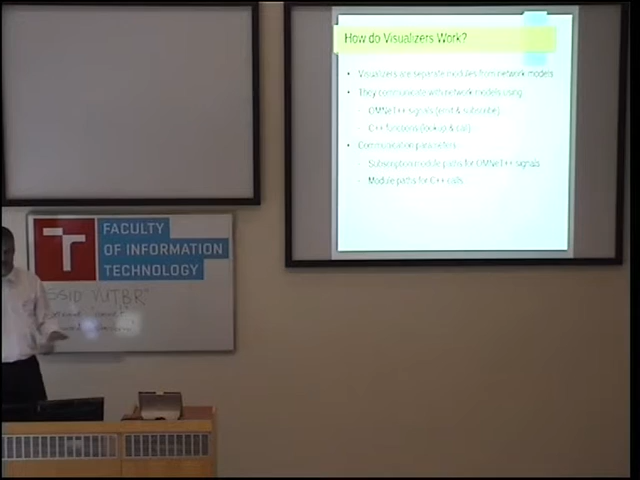 How do Visualizers Work?
• Visualizers are separate modules from network models
• They communicate with network models using:
– OMNeT++ signals (emit & subscribe)
– C++ functions (lookup & call)
• Communication parameters:
– Subscription module paths for OMNeT++ signals
– Module paths for C++ calls
FACULTY
OF INFORMATION
TECHNOLOGY
SSID VUTBR"